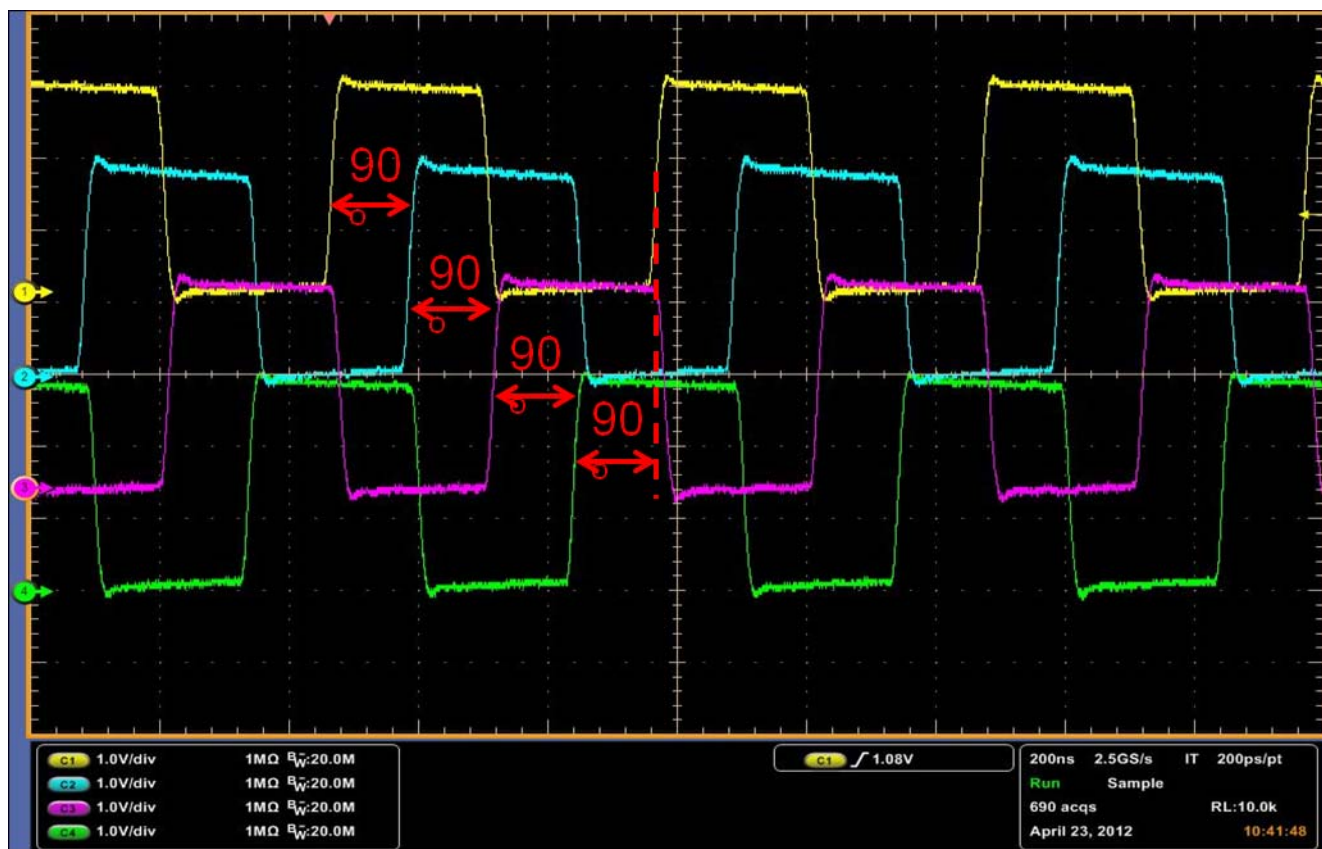 90
90
1
90
2
90
3
4
C1 1.0V/div 1MΩ BW:20.0M
C2 1.0V/div 1MΩ BW:20.0M
C3 1.0V/div 1MΩ BW:20.0M
C4 1.0V/div 1MΩ BW:20.0M
C1 1.08V
200ns 2.5GS/s IT 200ps/pt
Run Sample
690 acqs RL:10.0k
April 23, 2012 10:41:48